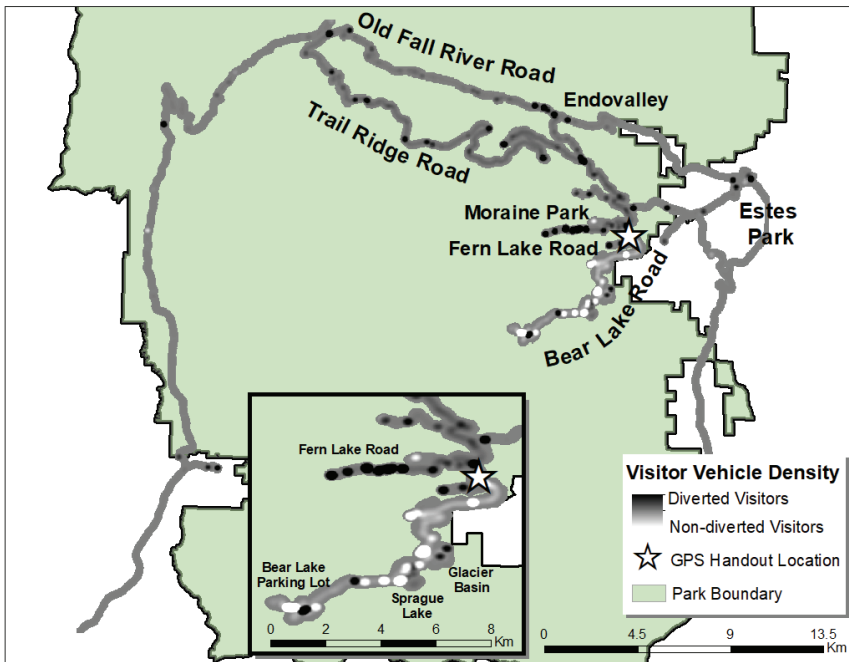 Old Fall River Road
Endovalley
Trail Ridge Road
Moraine Park
Estes
Park
Fern Lake Road
Bear Lake Road
Fern Lake Road
Bear Lake
Parking Lot
Glacier
Basin
Sprague
Lake
0 2 4 6 8
Km
Visitor Vehicle Density
Diverted Visitors
Non-diverted Visitors
GPS Handout Location
Park Boundary
0 4.5 9 13.5
Km